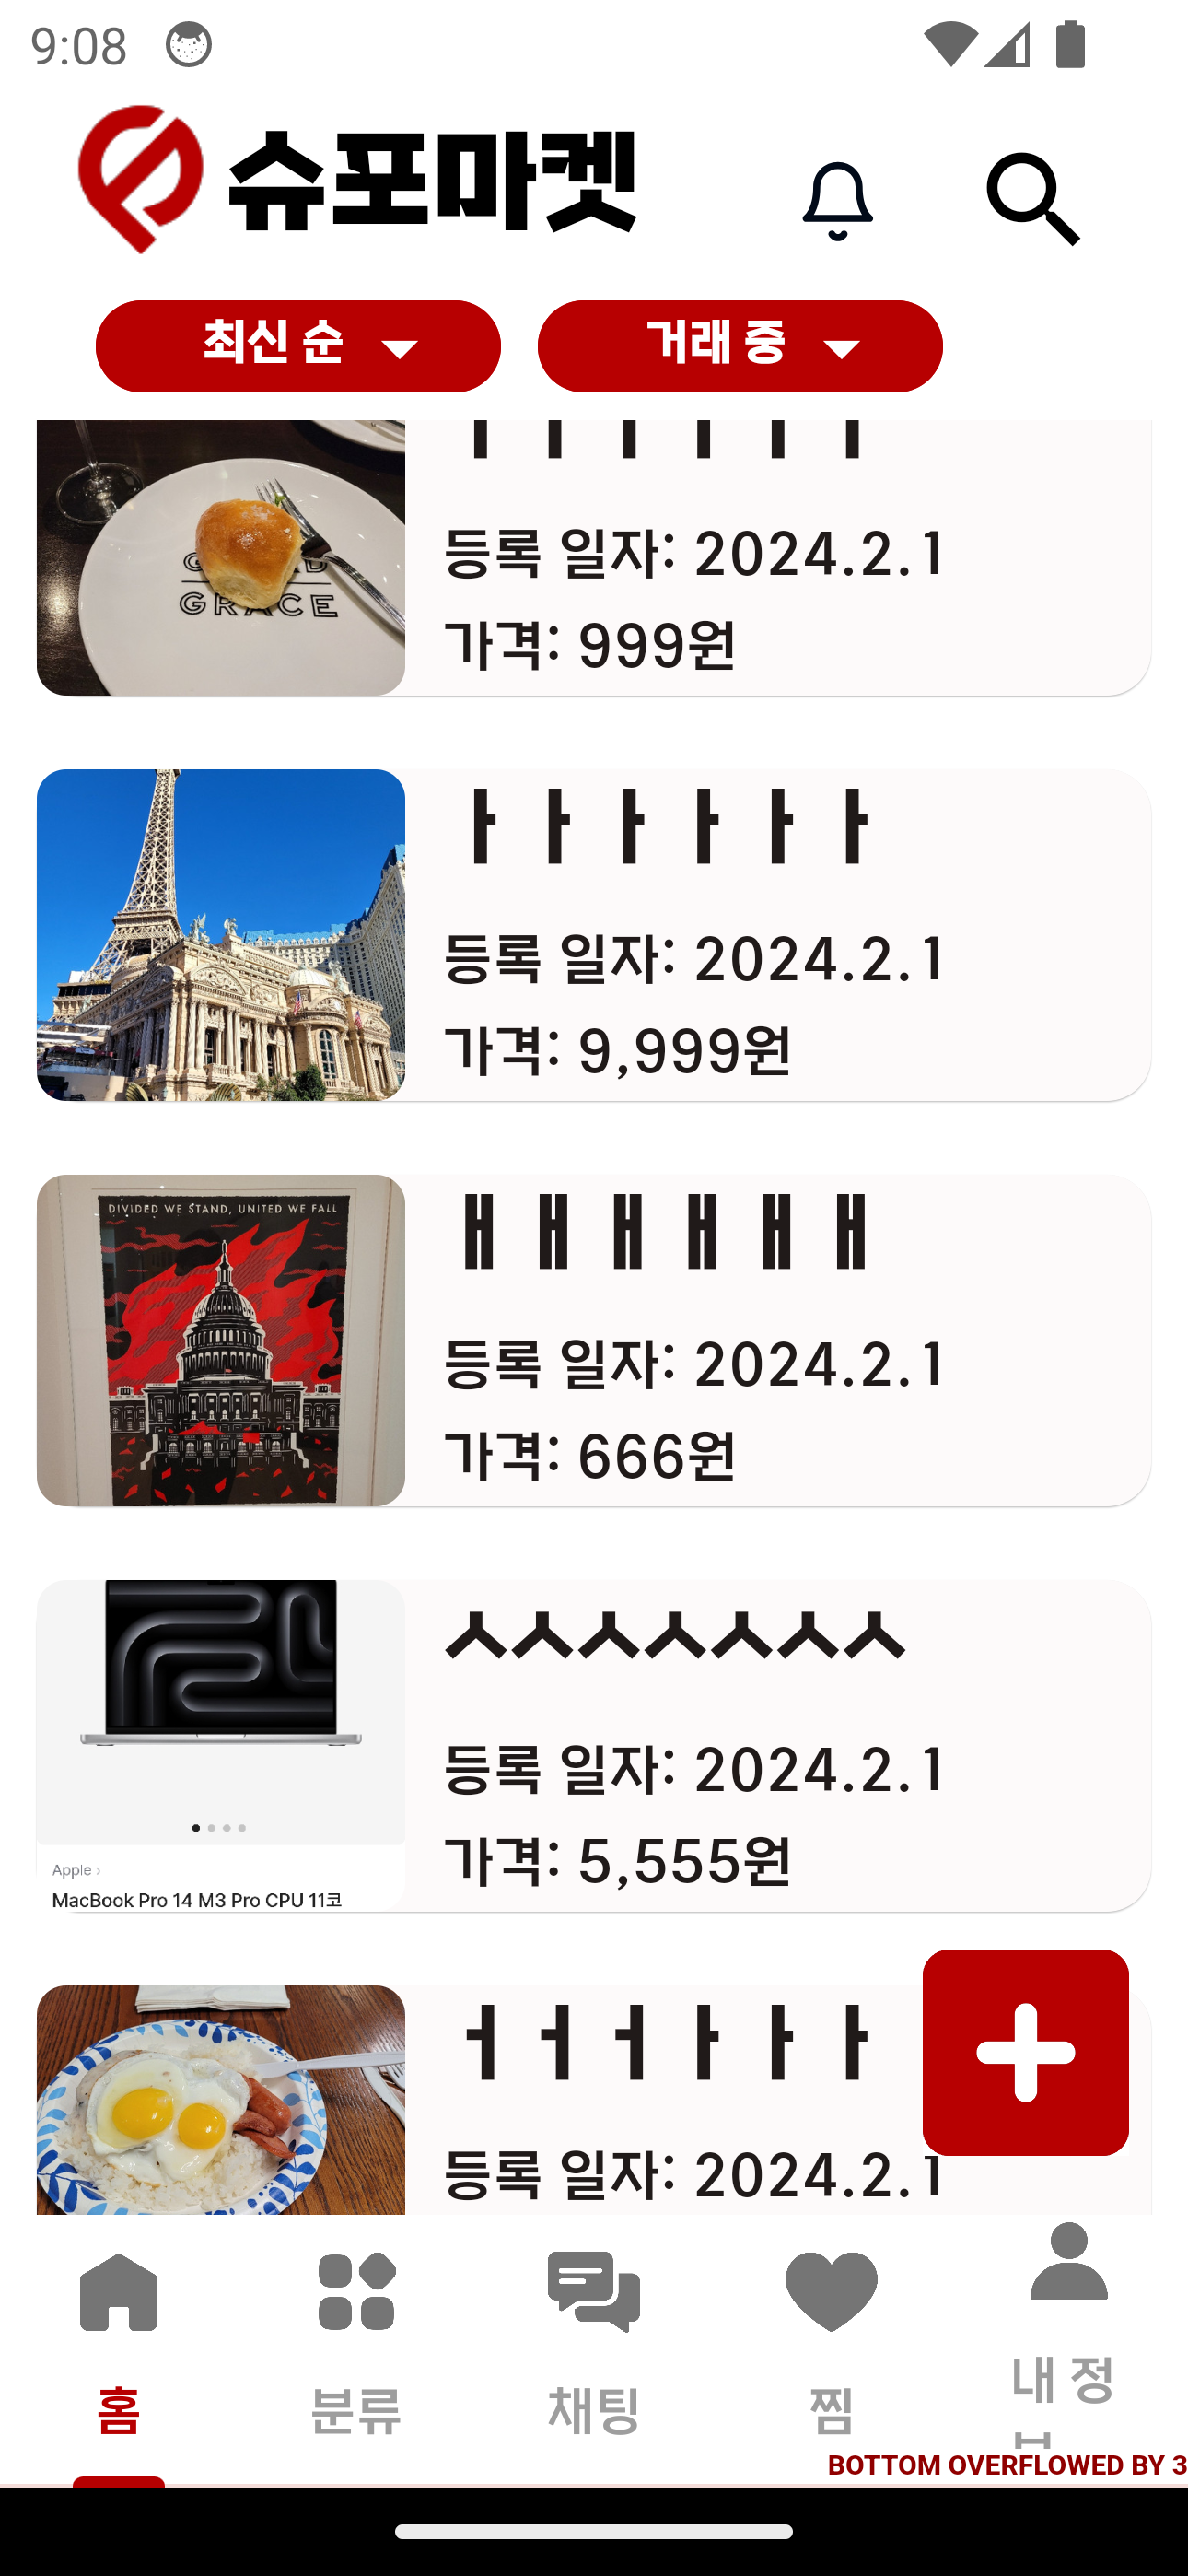 9:08
슈포마켓
최신 순
거래 중
GRAND
GRACE
등록 일자: 2024.2.1
가격: 999원
ㅏㅏㅏㅏㅏㅏ
등록 일자: 2024.2.1
가격: 9,999원
DIVIDED WE STAND, UNITED WE FALL
ㅐㅐㅐㅐㅐㅐ
등록 일자: 2024.2.1
가격: 666원
ㅅㅅㅅㅅㅅㅅㅅ
등록 일자: 2024.2.1
가격: 5,555원
Apple ›
MacBook Pro 14 M3 Pro CPU 11코
ㅓㅓㅓㅏㅏㅏ
등록 일자: 2024.2.1
홈
분류
채팅
찜
내 정
BOTTOM OVERFLOWED BY 3